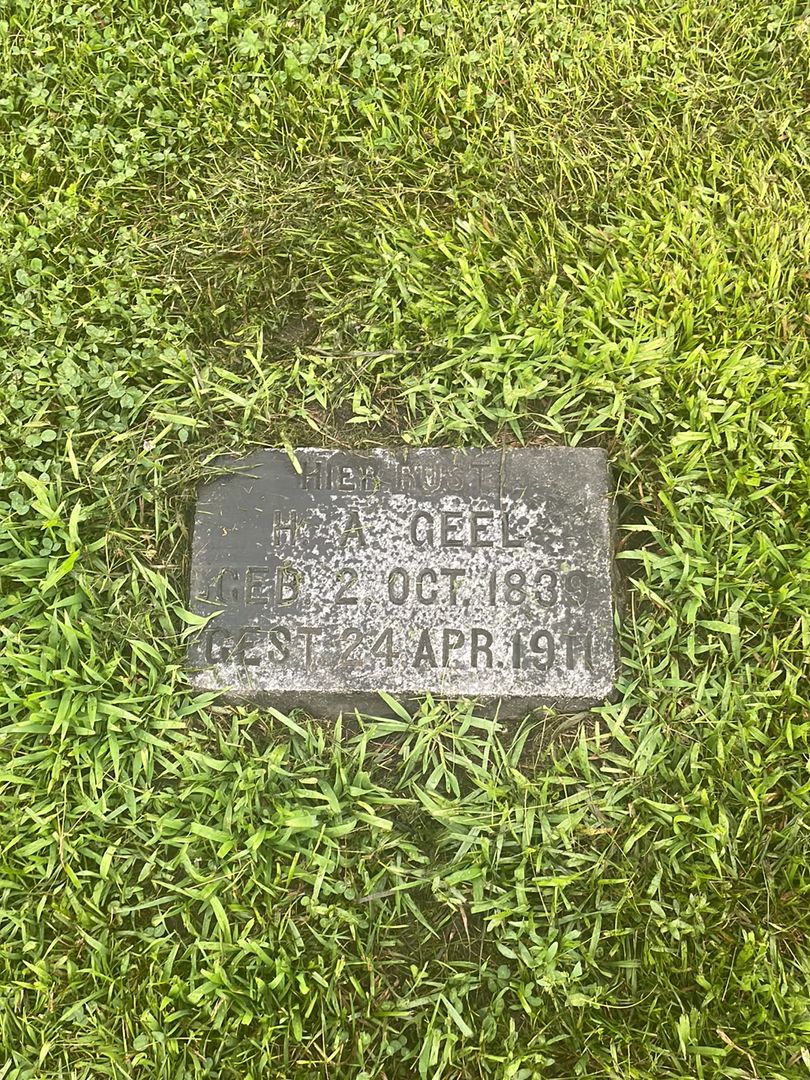 HIER RUST
H. A. GEEL
GEB. 2. OCT. 1839
GEST. 24 APR. 1911